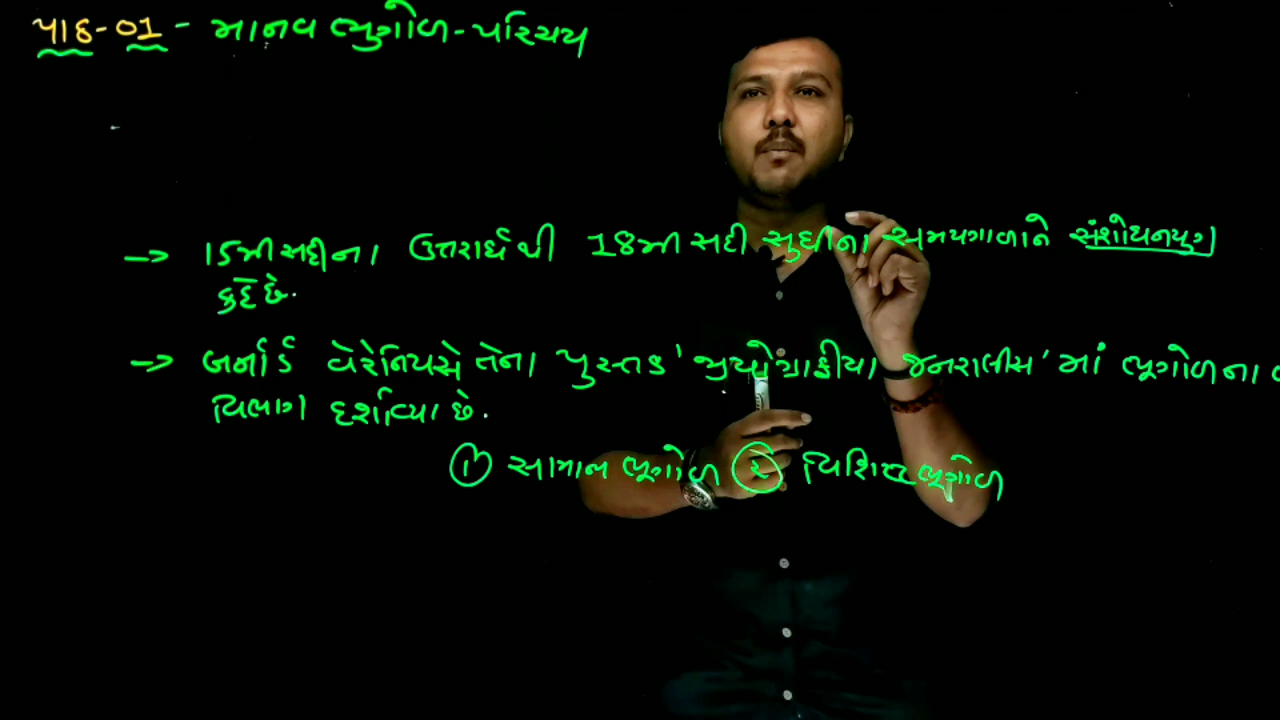 પાઠ-૦1 - માનવ ભુગોળ-પરિચય
→ 15મી સદીના ઉત્તરાર્ધથી 18મી સદી સુધીના સમયગાળાને સંશોધનયુગ
કહે છે.
→ બર્નાર્ડ વેરેનિયસે તેના પુસ્તક 'જીયોગ્રાફીયા જનરાલીસ' માં ભૂગોળના
વિભાગ દર્શાવ્યા છે.
① સામાન્ય ભૂગોળ ② વિશિષ્ટ ભૂગોળ